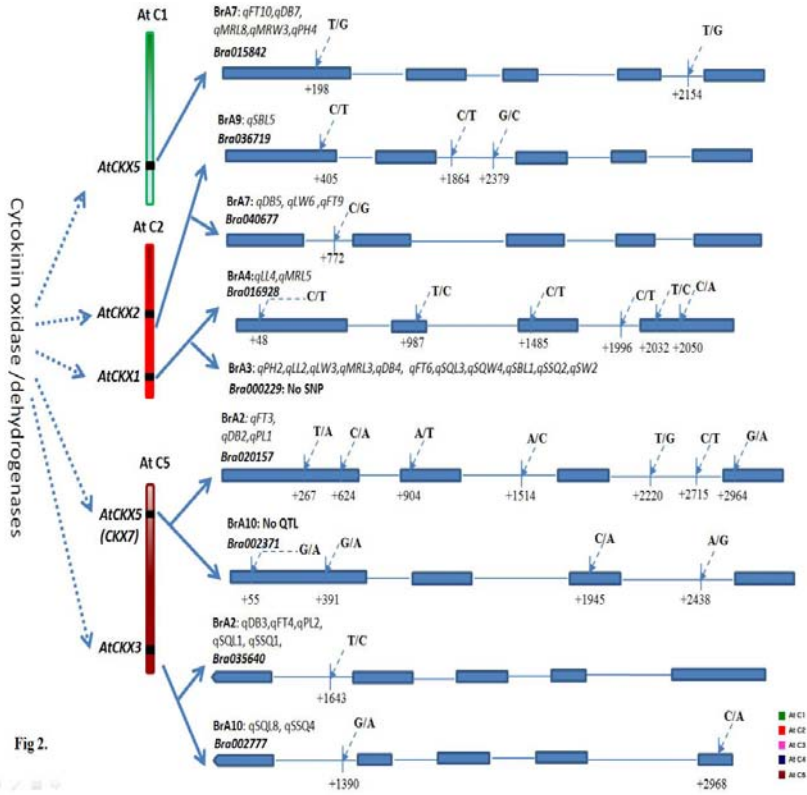 At C1
BrA7: qFT10,qDB7,
qMRL8,qMRW3,qPH4
Bra015842
T/G
T/G
+198
+2154
AtCKX5
BrA9: qSBL5
Bra036719
C/T
C/T
G/C
+405
+1864
+2379
At C2
BrA7: qDB5, qLW6 ,qFT9
Bra040677
C/G
+772
Cytokinin oxidase /dehydrogenases
AtCKX2
BrA4:qLL4,qMRL5
Bra016928
C/T
T/C
C/T
C/T
T/C
C/A
+48
+987
+1485
+1996
+2032
+2050
AtCKX1
BrA3: qPH2,qLL2,qLW3,qMRL3,qDB4, qFT6,qSQL3,qSQW4,qSBL1,qSSQ2,qSW2
Bra000229: No SNP
BrA2: qFT3,
qDB2,qPL1
Bra020157
T/A
C/A
A/T
A/C
T/G
C/T
G/A
+267
+624
+904
+1514
+2220
+2715
+2964
At C5
AtCKX5
(CKX7)
BrA10: No QTL
Bra002371
G/A
G/A
C/A
A/G
+55
+391
+1945
+2438
AtCKX3
BrA2: qDB3,qFT4,qPL2,
qSQL1, qSSQ1,
Bra035640
T/C
+1643
BrA10: qSQL8, qSSQ4
Bra002777
G/A
C/A
+1390
+2968
Fig 2.
At C1
At C2
At C3
At C4
At C5